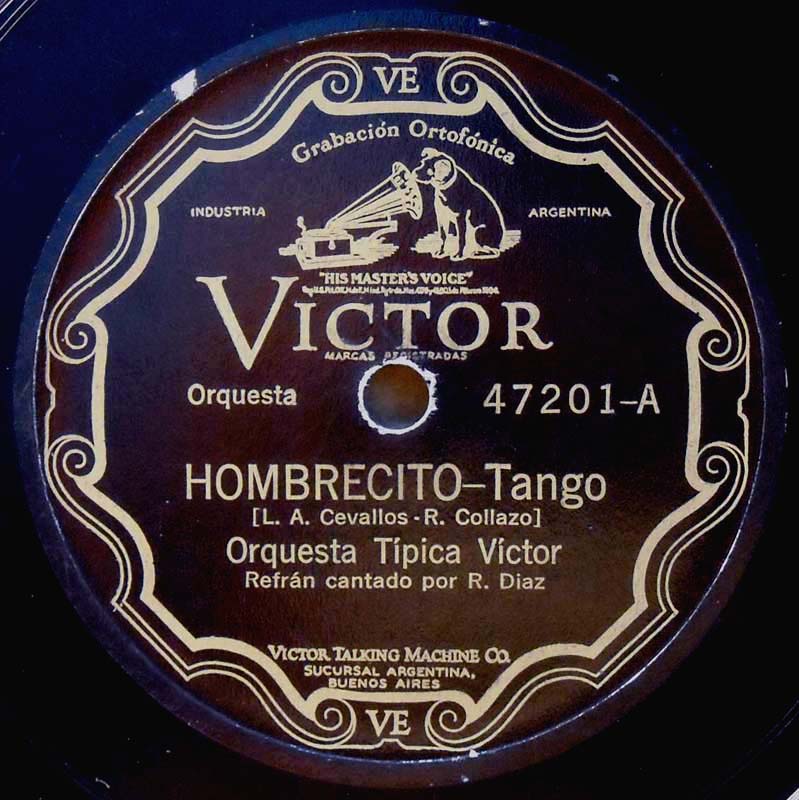 VE
Grabación Ortofónica
INDUSTRIA ARGENTINA
"HIS MASTER'S VOICE"
VICTOR
MARCAS REGISTRADAS
Orquesta 47201-A
HOMBRECITO-Tango
[L. A. Cevallos - R. Collazo]
Orquesta Típica Víctor
Refrán cantado por R. Diaz
VICTOR TALKING MACHINE CO.
SUCURSAL ARGENTINA,
BUENOS AIRES
VE